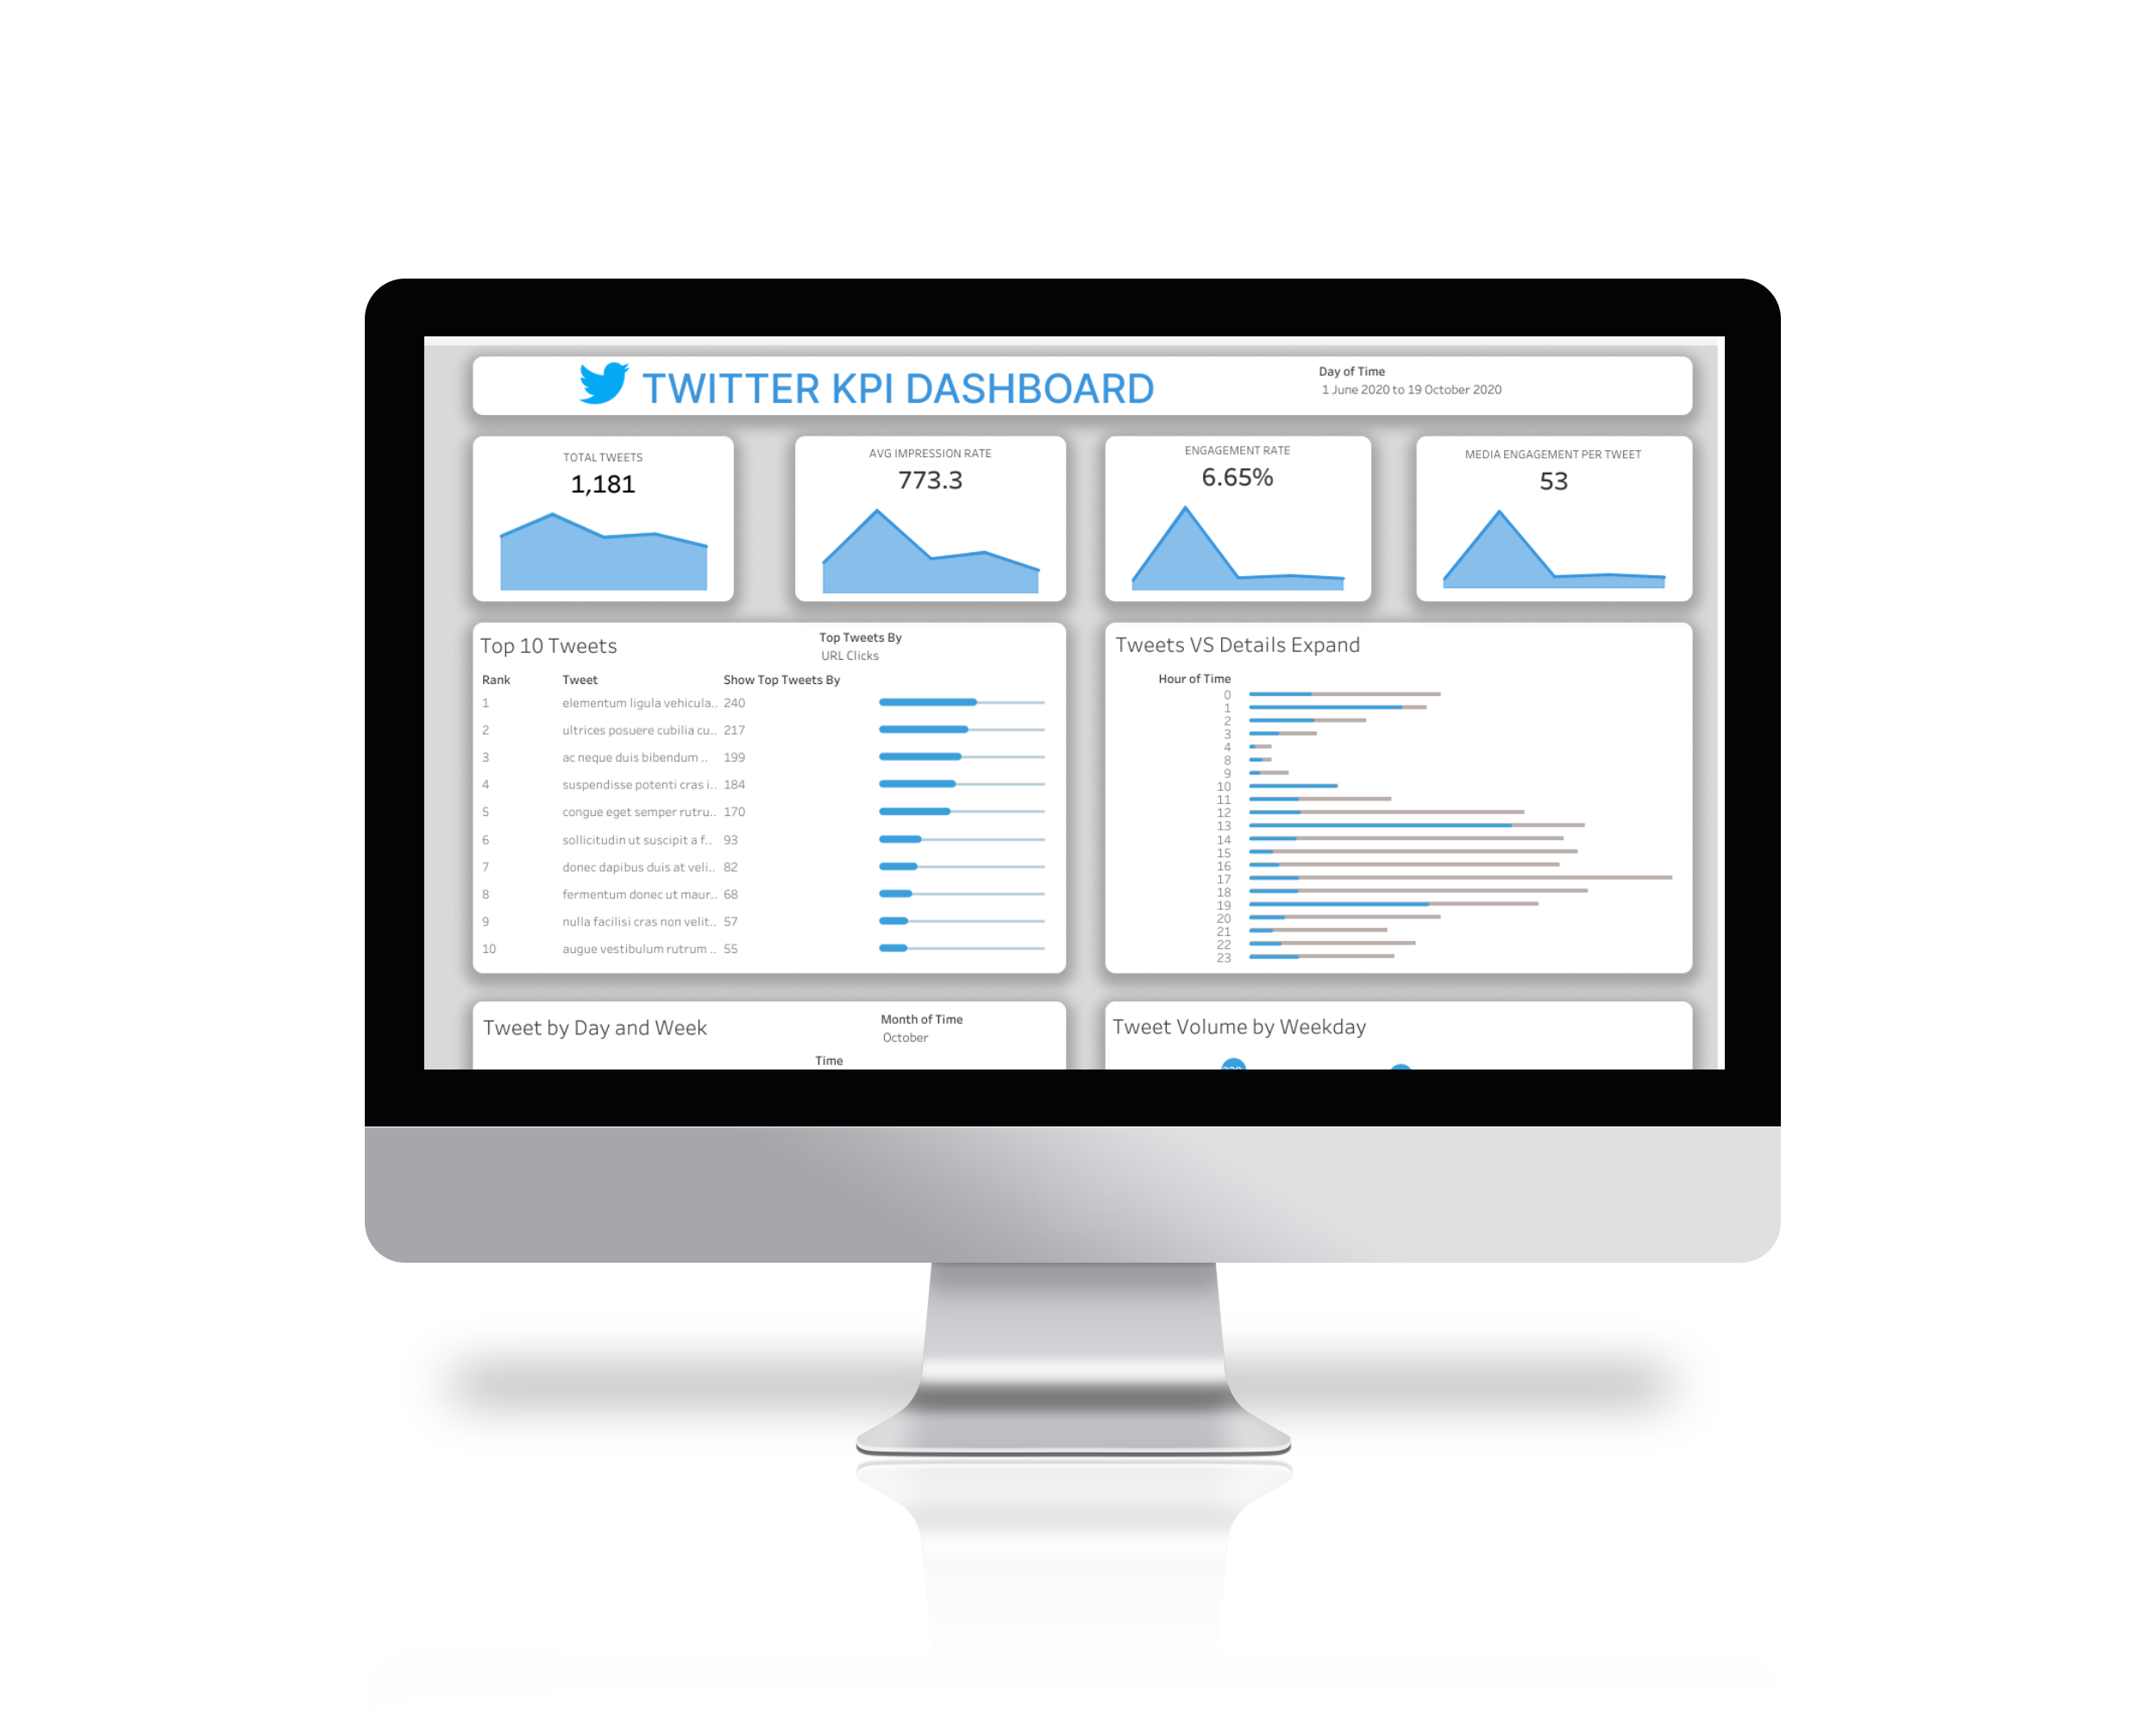 TWITTER KPI DASHBOARD
Day of Time
1 June 2020 to 19 October 2020
TOTAL TWEETS
1,181
AVG IMPRESSION RATE
773.3
ENGAGEMENT RATE
6.65%
MEDIA ENGAGEMENT PER TWEET
53
Top 10 Tweets
Top Tweets By
URL Clicks
Rank Tweet Show Top Tweets By
1 elementum ligula vehicula.. 240
2 ultrices posuere cubilia cu.. 217
3 ac neque duis bibendum .. 199
4 suspendisse potenti cras i.. 184
5 congue eget semper rutru.. 170
6 sollicitudin ut suscipit a f.. 93
7 donec dapibus duis at veli.. 82
8 fermentum donec ut maur.. 68
9 nulla facilisi cras non velit.. 57
10 augue vestibulum rutrum .. 55
Tweets VS Details Expand
Hour of Time
0
1
2
3
4
8
9
10
11
12
13
14
15
16
17
18
19
20
21
22
23
Tweet by Day and Week
Month of Time
October
Time
Tweet Volume by Weekday